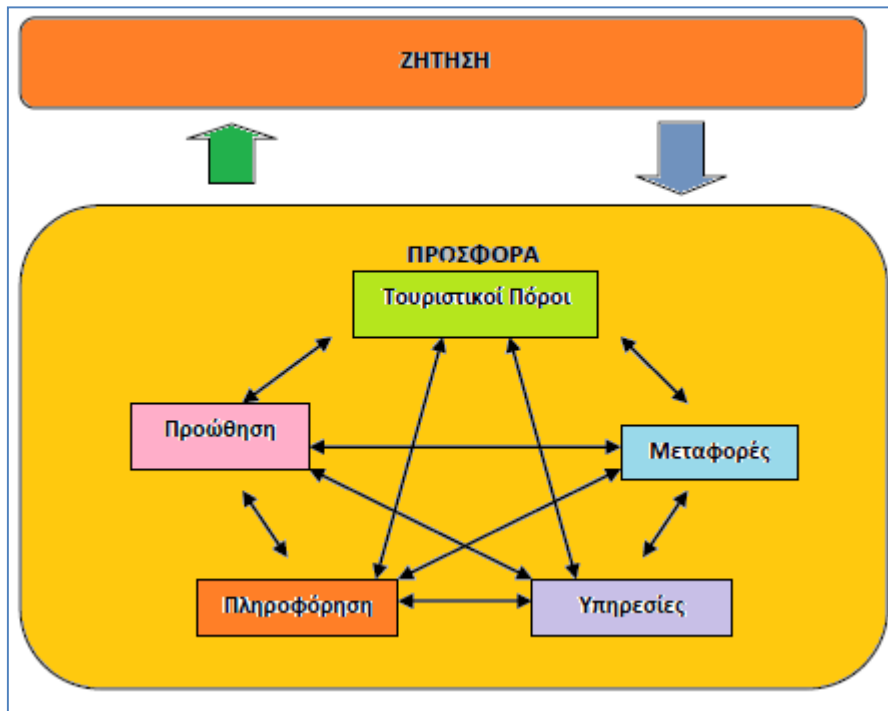 ΖΗΤΗΣΗ
ΠΡΟΣΦΟΡΑ
Τουριστικοί Πόροι
Προώθηση
Μεταφορές
Πληροφόρηση
Υπηρεσίες